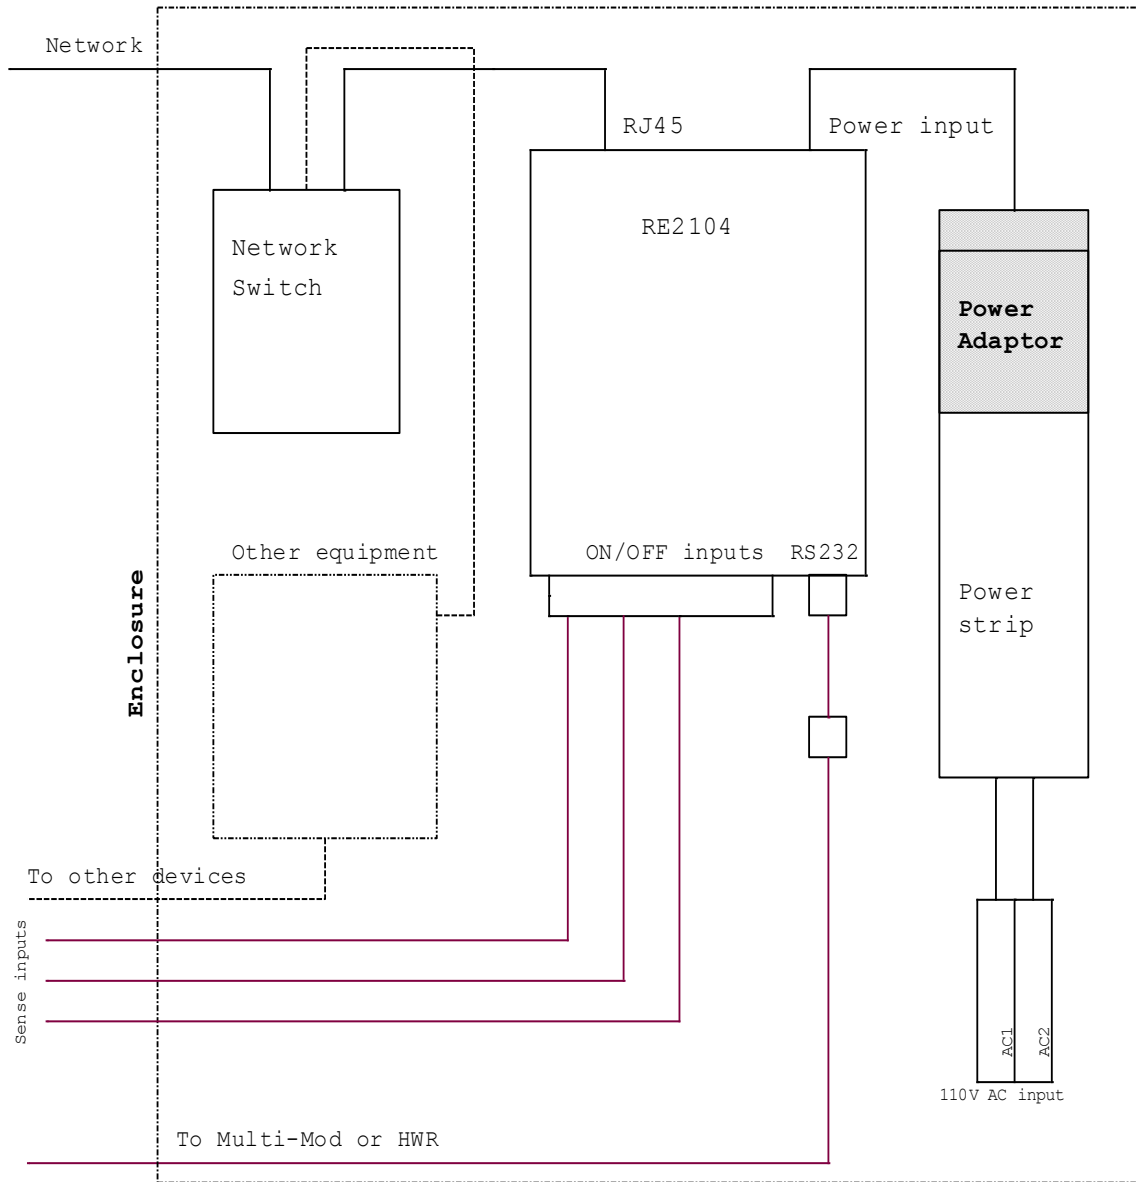 Network
RJ45
Power input
RE2104
Network
Switch
Power
Adaptor
Other equipment
ON/OFF inputs
RS232
Enclosure
Power
strip
To other devices
Sense inputs
AC1
AC2
110V AC input
To Multi-Mod or HWR